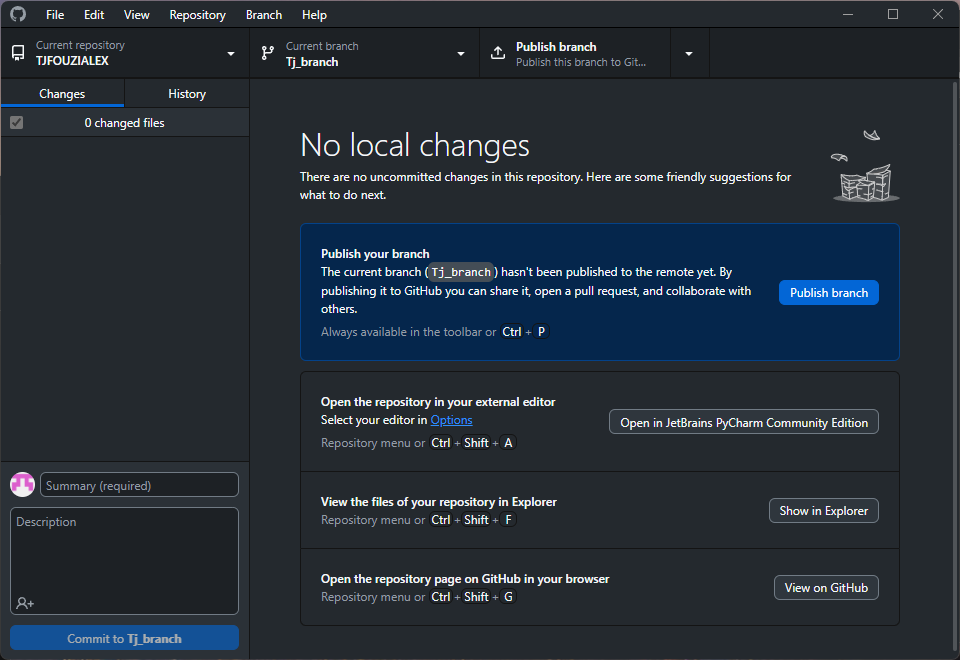 File Edit View Repository Branch Help
Current repository
TJFOUZIALEX
Current branch
Tj_branch
Publish branch
Publish this branch to Git...
Changes History
0 changed files
No local changes
There are no uncommitted changes in this repository. Here are some friendly suggestions for
what to do next.
Publish your branch
The current branch (Tj_branch) hasn't been published to the remote yet. By
publishing it to GitHub you can share it, open a pull request, and collaborate with
others.
Always available in the toolbar or Ctrl + P
Publish branch
Open the repository in your external editor
Select your editor in Options
Repository menu or Ctrl + Shift + A
Open in JetBrains PyCharm Community Edition
View the files of your repository in Explorer
Repository menu or Ctrl + Shift + F
Show in Explorer
Open the repository page on GitHub in your browser
Repository menu or Ctrl + Shift + G
View on GitHub
Summary (required)
Description
Commit to Tj_branch